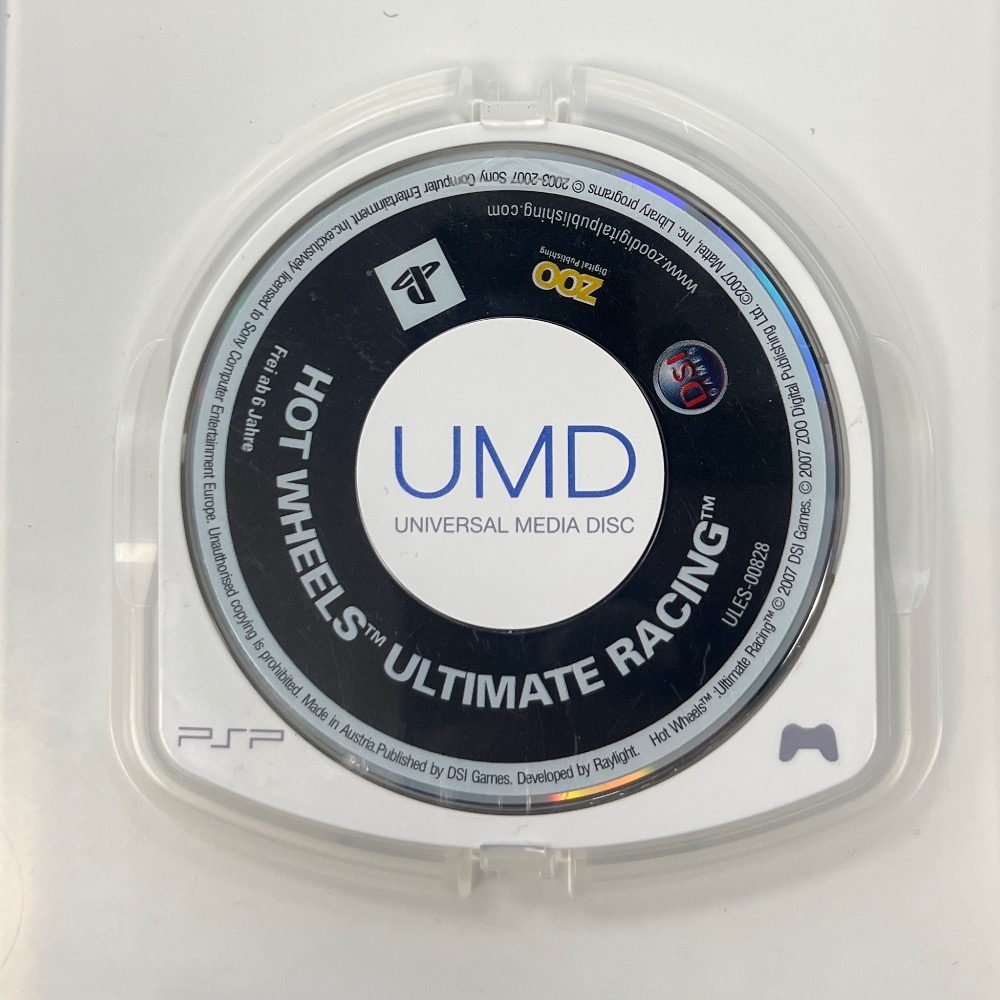 UMD
UNIVERSAL MEDIA DISC
HOT WHEELS™ ULTIMATE RACING™
Frei ab 6 Jahre
ULES-00828
DSI
GAMES
ZOO
Digital Publishing
www.zoodigitalpublishing.com
Hot Wheels™ :Ultimate Racing™ © 2007 DSI Games. © 2007 ZOO Digital Publishing Ltd. ©2007 Mattel, Inc. Library programs © 2003-2007 Sony Computer Entertainment Inc.exclusively licensed to Sony Computer Entertainment Europe. Unauthorised copying is prohibited. Made in Austria.Published by DSI Games. Developed by Raylight.
PSP